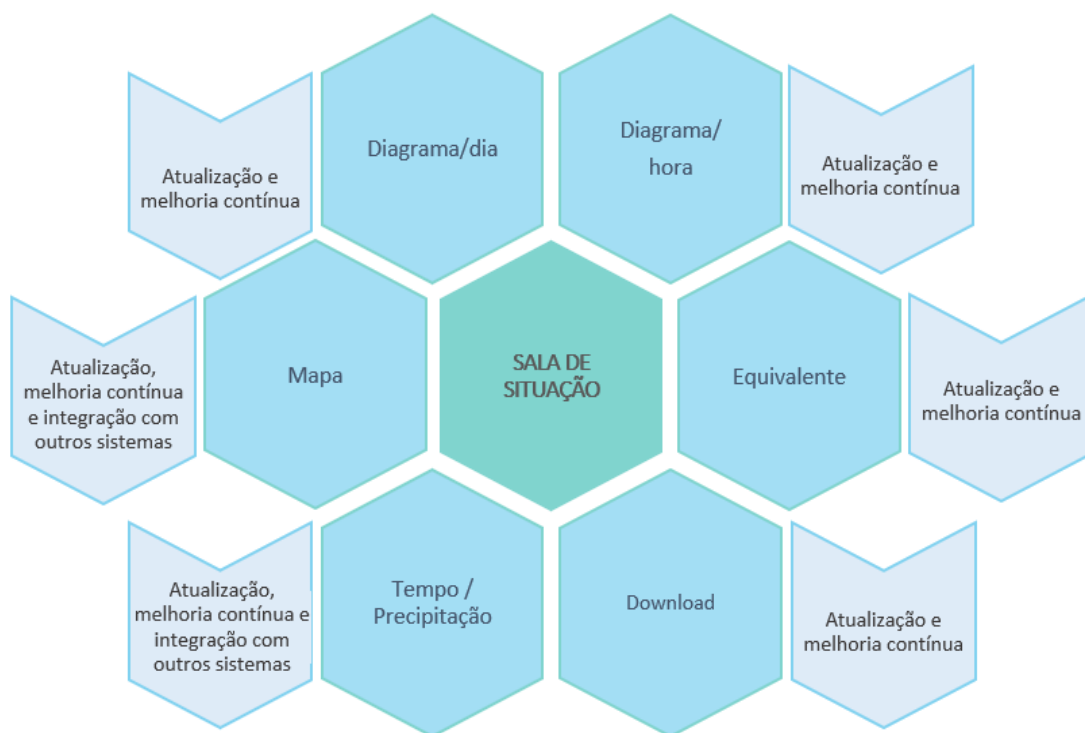 Atualização e
melhoria contínua
Diagrama/dia
Diagrama/
hora
Atualização e
melhoria contínua
Atualização,
melhoria contínua
e integração com
outros sistemas
Mapa
SALA DE
SITUAÇÃO
Equivalente
Atualização e
melhoria contínua
Atualização,
melhoria contínua e
integração com
outros sistemas
Tempo /
Precipitação
Download
Atualização e
melhoria contínua